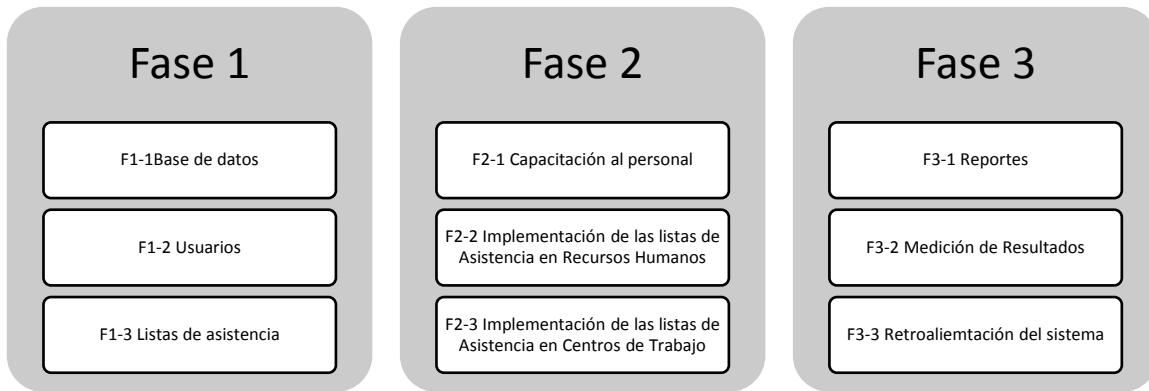 Fase 1
F1-1Base de datos
F1-2 Usuarios
F1-3 Listas de asistencia
Fase 2
F2-1 Capacitación al personal
F2-2 Implementación de las listas de
Asistencia en Recursos Humanos
F2-3 Implementación de las listas de
Asistencia en Centros de Trabajo
Fase 3
F3-1 Reportes
F3-2 Medición de Resultados
F3-3 Retroaliemtación del sistema